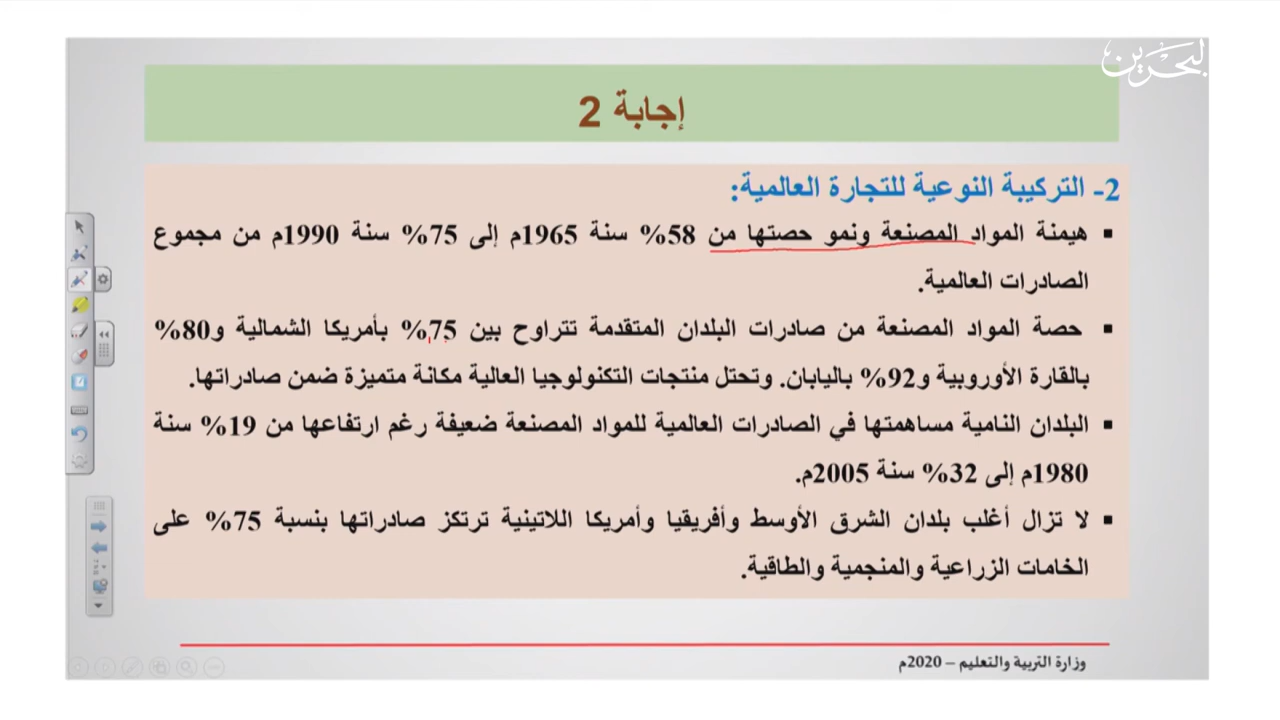 البحرين
إجابة 2
2- التركيبة النوعية للتجارة العالمية:
▪ هيمنة المواد المصنعة ونمو حصتها من 58% سنة 1965م إلى 75% سنة 1990م من مجموع
الصادرات العالمية.
▪ حصة المواد المصنعة من صادرات البلدان المتقدمة تتراوح بين 75% بأمريكا الشمالية و80%
بالقارة الأوروبية و92% باليابان. وتحتل منتجات التكنولوجيا العالية مكانة متميزة ضمن صادراتها.
▪ البلدان النامية مساهمتها في الصادرات العالمية للمواد المصنعة ضعيفة رغم ارتفاعها من 19% سنة
1980م إلى 32% سنة 2005م.
▪ لا تزال أغلب بلدان الشرق الأوسط وأفريقيا وأمريكا اللاتينية ترتكز صادراتها بنسبة 75% على
الخامات الزراعية والمنجمية والطاقية.
وزارة التربية والتعليم – 2020م